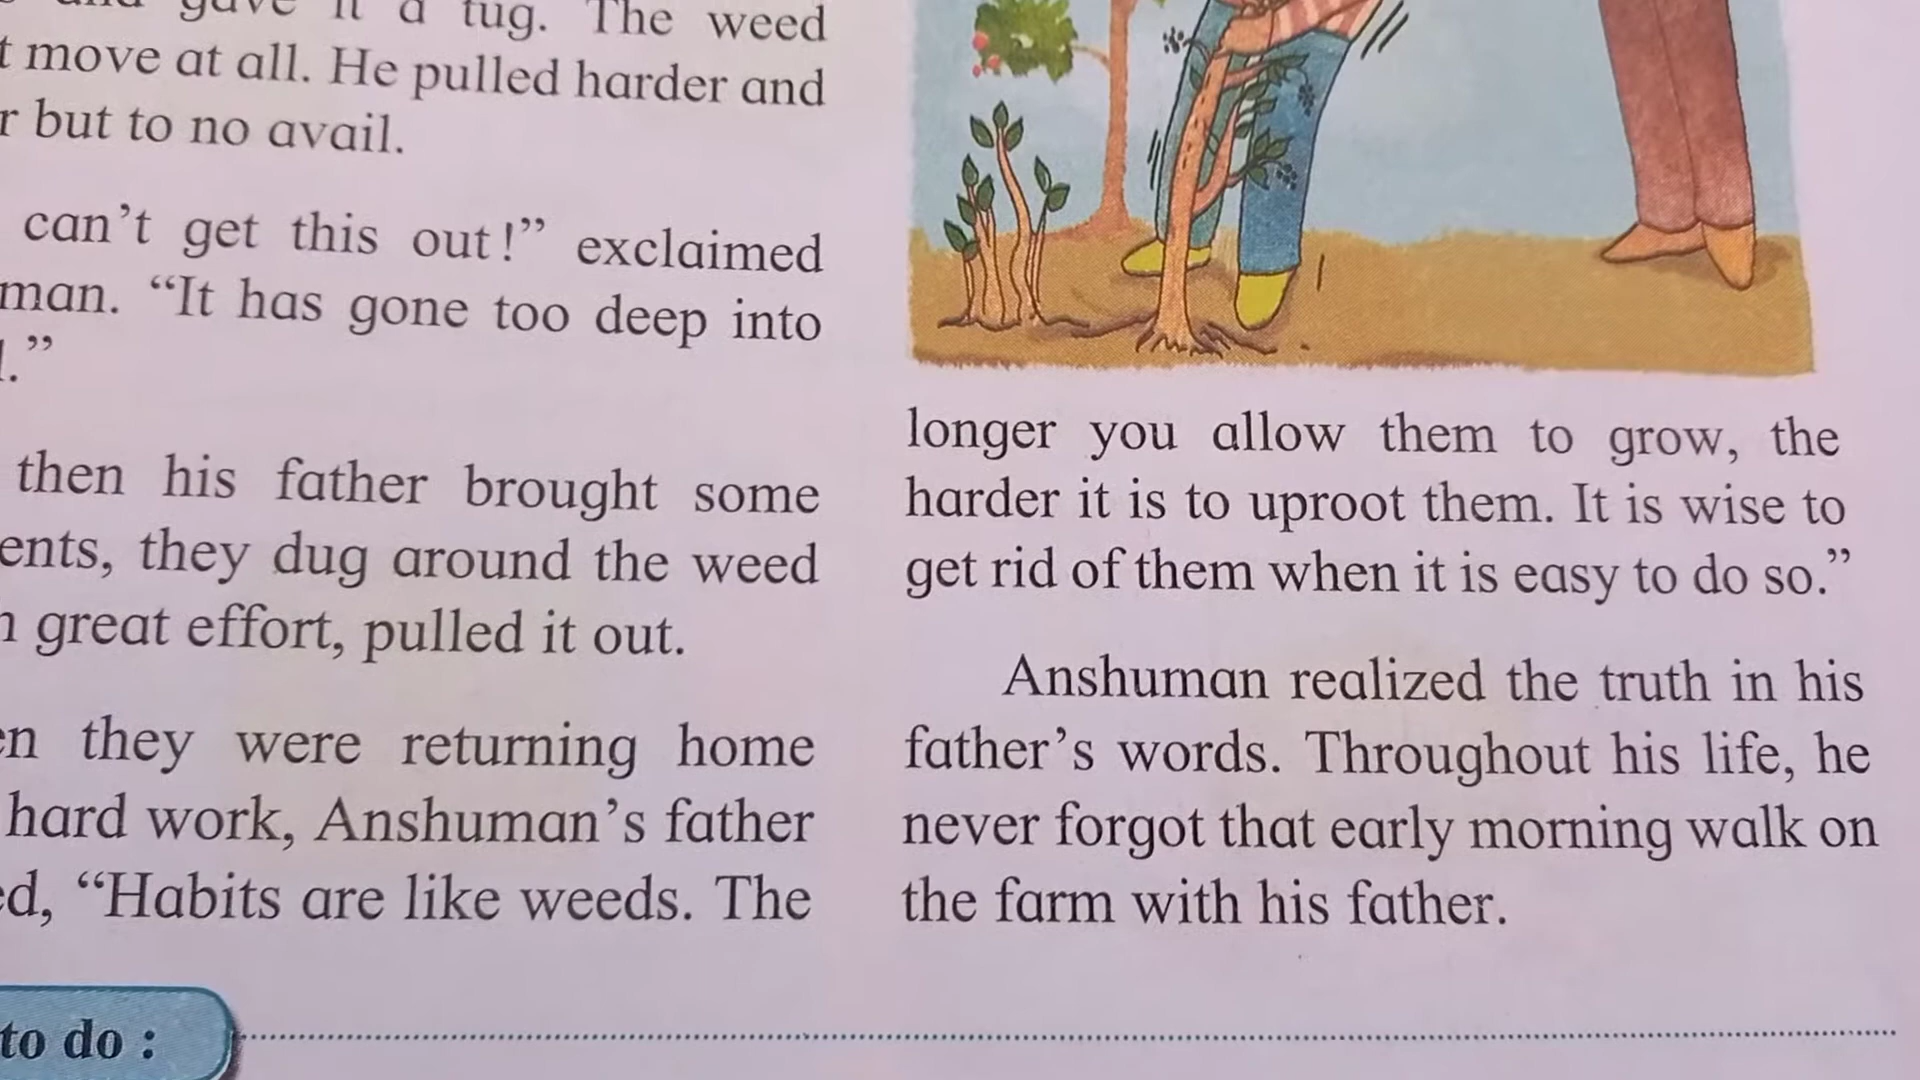 gave it a tug. The weed
move at all. He pulled harder and
but to no avail.
can’t get this out!” exclaimed
man. “It has gone too deep into
.”
then his father brought some
ents, they dug around the weed
great effort, pulled it out.
they were returning home
hard work, Anshuman’s father
ed, “Habits are like weeds. The
longer you allow them to grow, the
harder it is to uproot them. It is wise to
get rid of them when it is easy to do so.”
Anshuman realized the truth in his
father’s words. Throughout his life, he
never forgot that early morning walk on
the farm with his father.
to do :